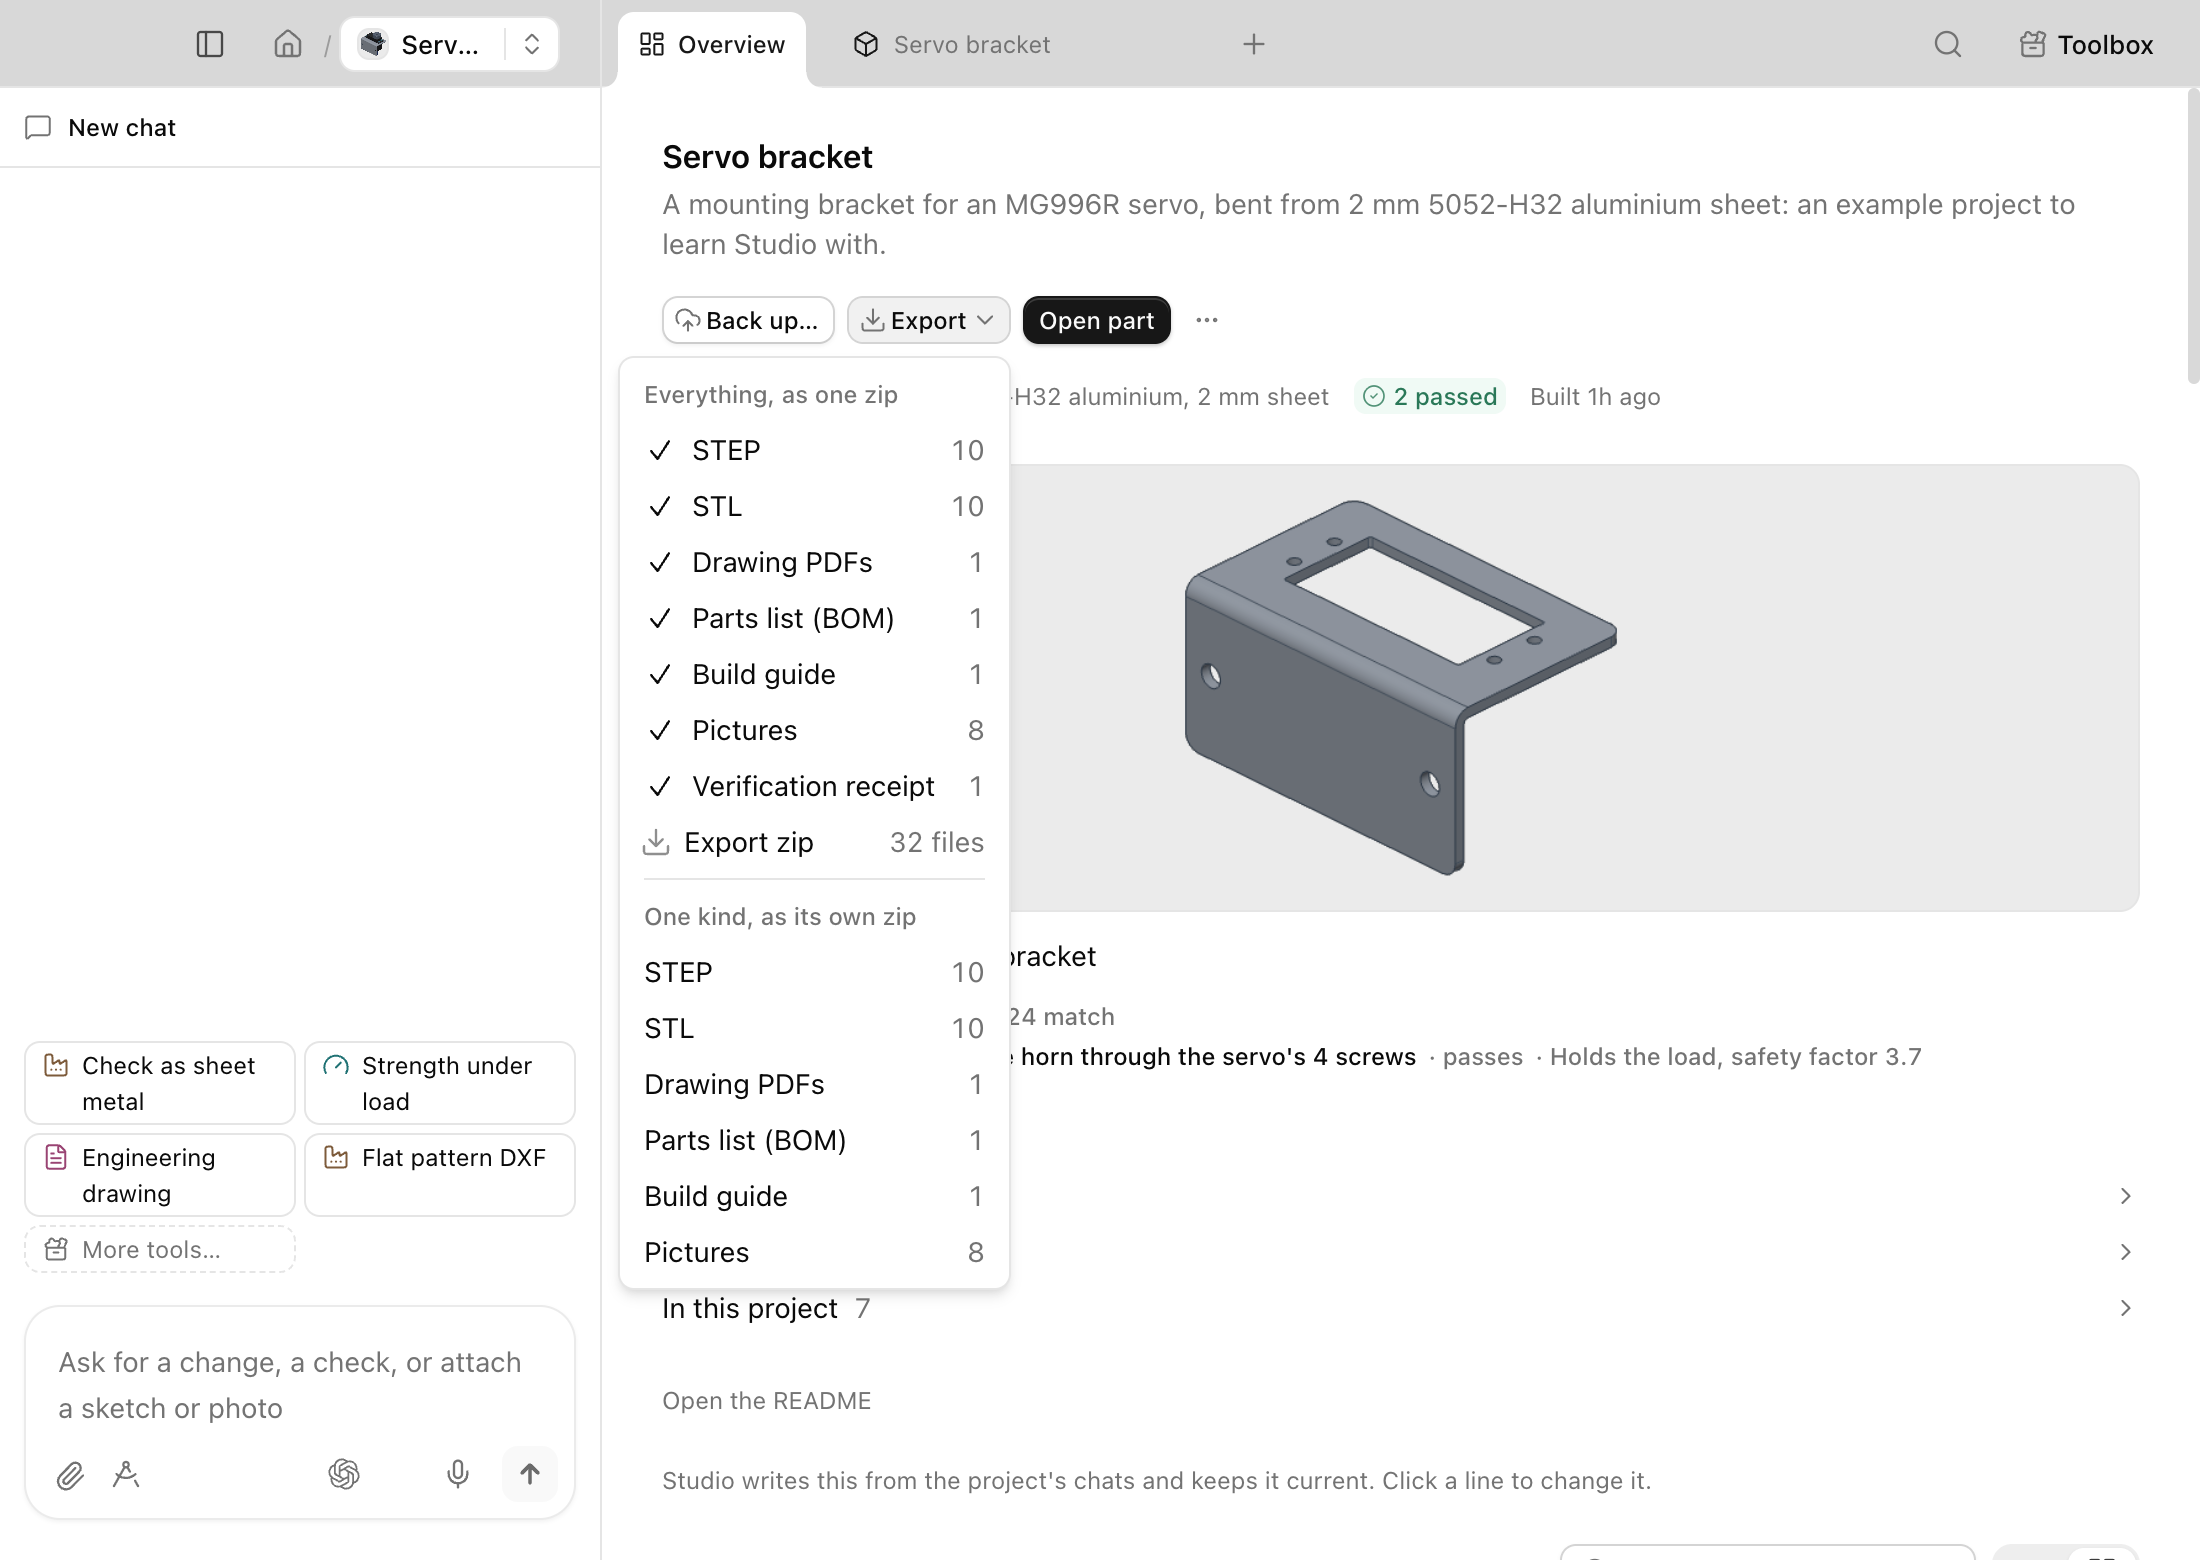 Serv...
Overview
Servo bracket
Toolbox
New chat
Servo bracket
A mounting bracket for an MG996R servo, bent from 2 mm 5052-H32 aluminium sheet: an example project to
learn Studio with.
Back up...
Export
Open part
Everything, as one zip
-H32 aluminium, 2 mm sheet
2 passed
Built 1h ago
STEP 10
STL 10
Drawing PDFs 1
Parts list (BOM) 1
Build guide 1
Pictures 8
Verification receipt 1
Export zip 32 files
One kind, as its own zip
STEP 10
STL 10
Drawing PDFs 1
Parts list (BOM) 1
Build guide 1
Pictures 8
bracket
24 match
horn through the servo's 4 screws · passes · Holds the load, safety factor 3.7
In this project 7
Open the README
Studio writes this from the project's chats and keeps it current. Click a line to change it.
Check as sheet
metal
Strength under
load
Engineering
drawing
Flat pattern DXF
More tools...
Ask for a change, a check, or attach
a sketch or photo